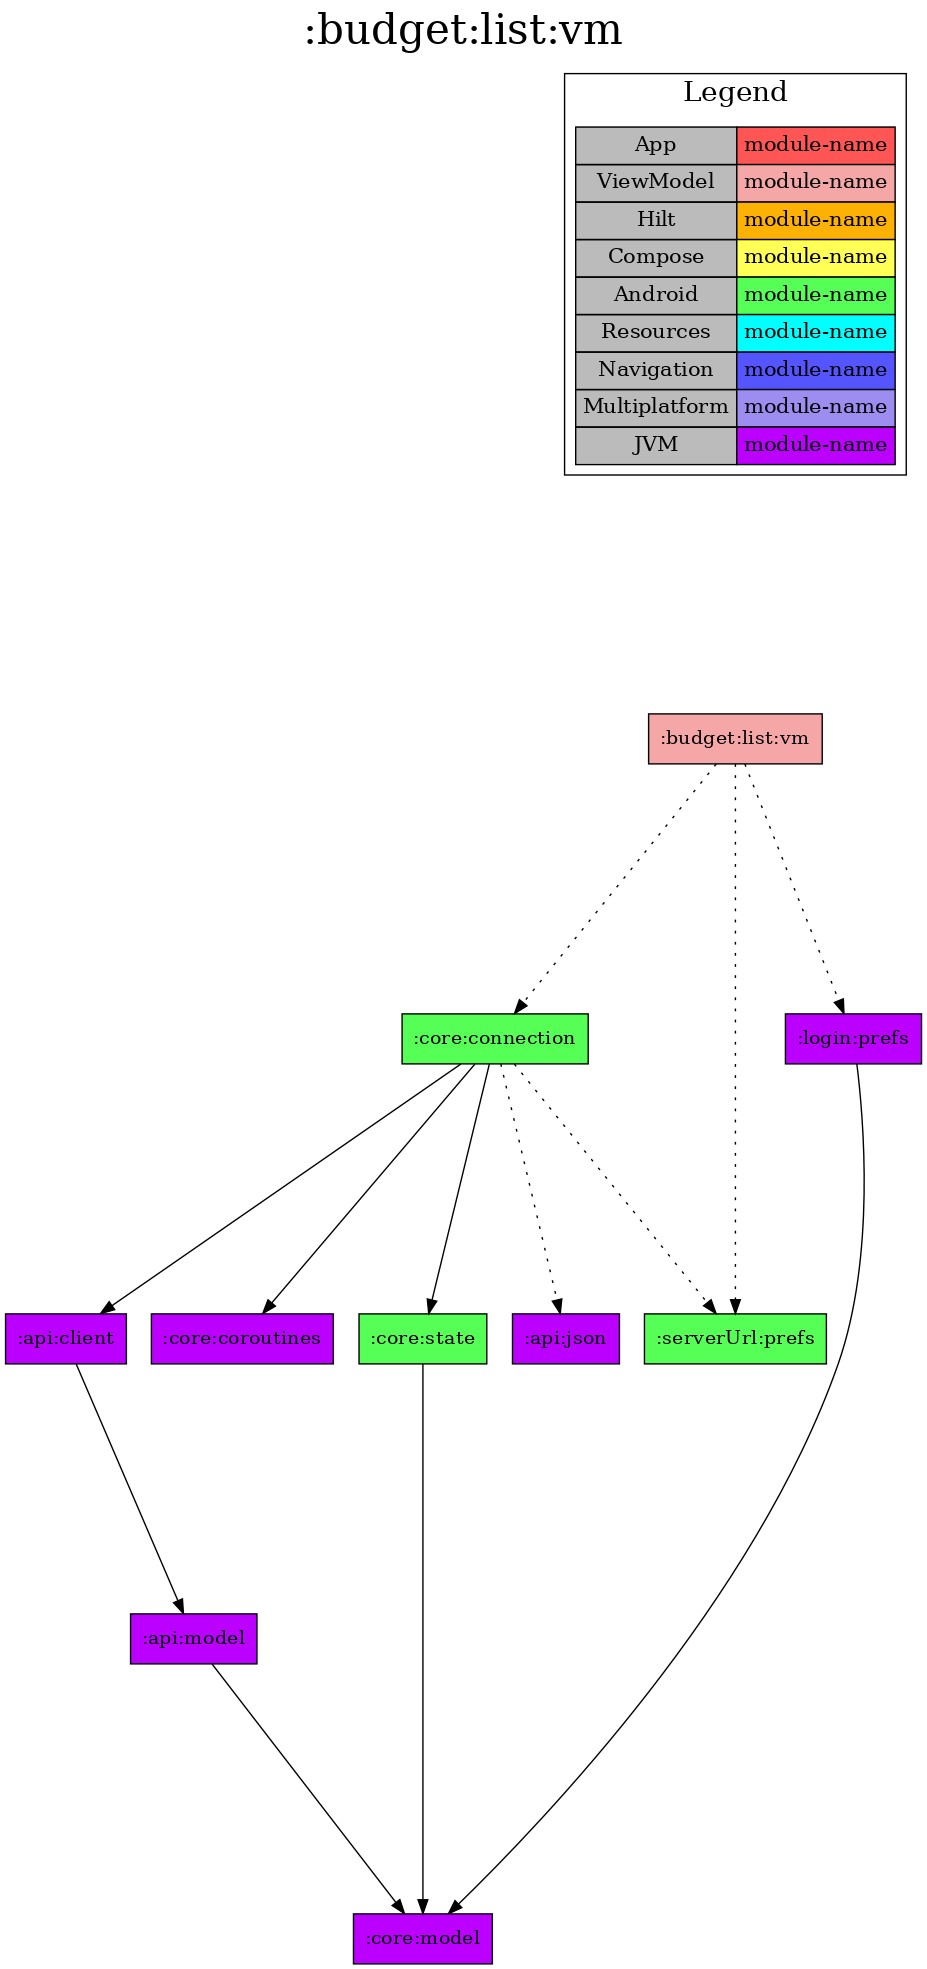 :budget:list:vm
Legend
App module-name
ViewModel module-name
Hilt module-name
Compose module-name
Android module-name
Resources module-name
Navigation module-name
Multiplatform module-name
JVM module-name
:budget:list:vm
:core:connection
:login:prefs
:api:client
:core:coroutines
:core:state
:api:json
:serverUrl:prefs
:api:model
:core:model